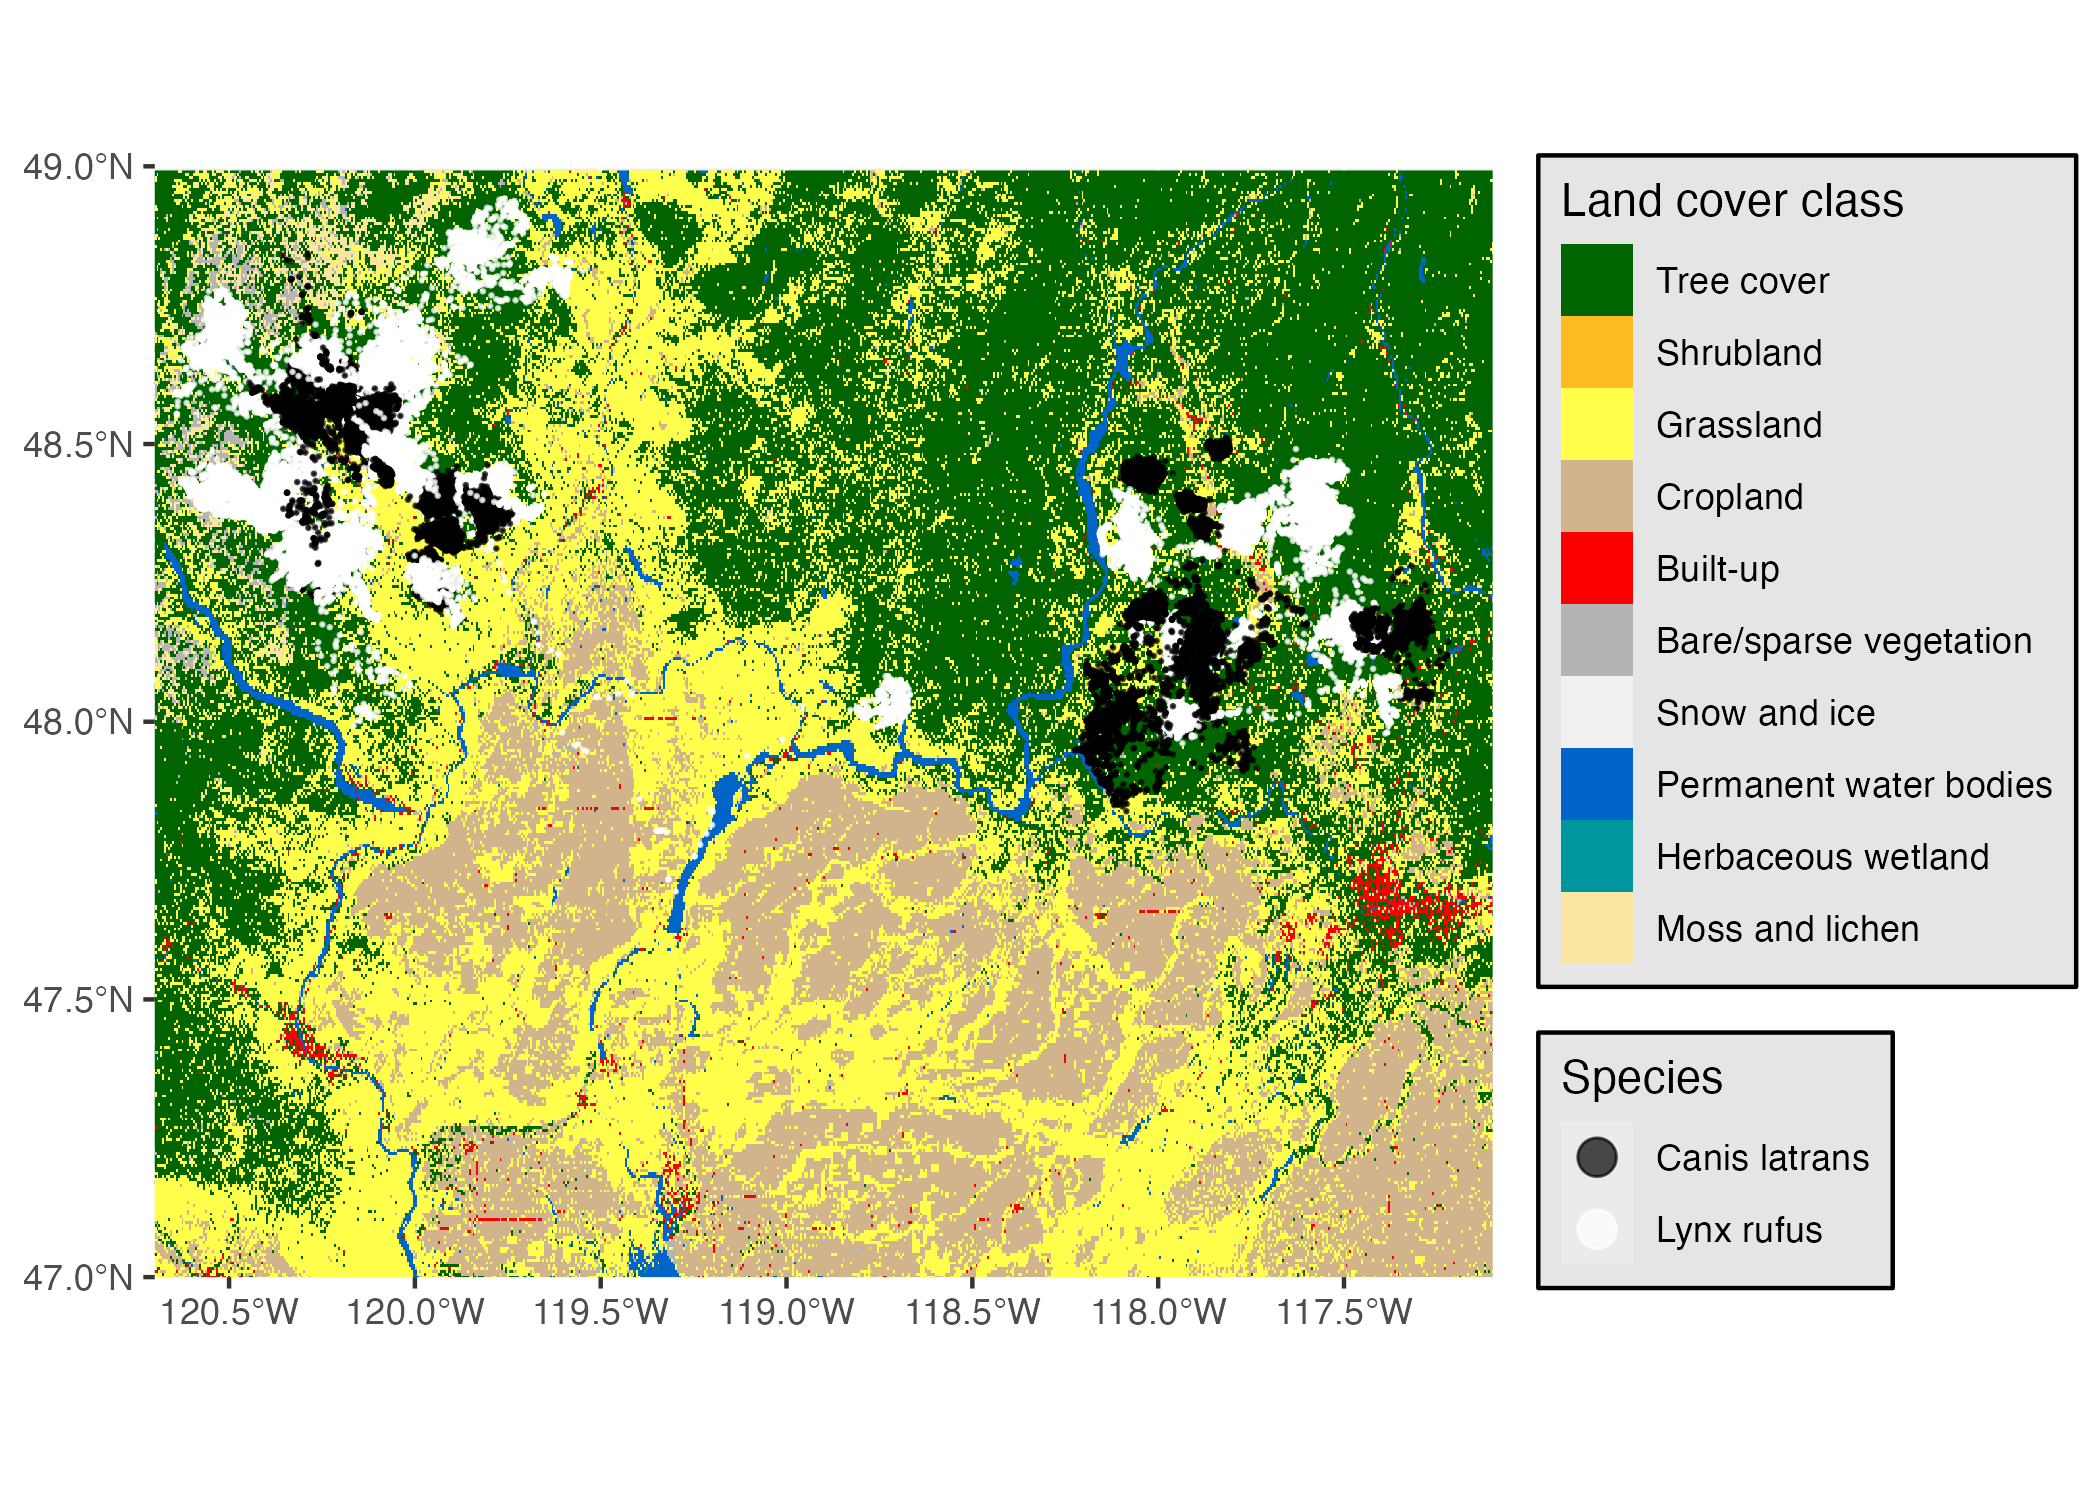 49.0°N
48.5°N
48.0°N
47.5°N
47.0°N
120.5°W 120.0°W 119.5°W 119.0°W 118.5°W 118.0°W 117.5°W
Land cover class
Tree cover
Shrubland
Grassland
Cropland
Built-up
Bare/sparse vegetation
Snow and ice
Permanent water bodies
Herbaceous wetland
Moss and lichen
Species
Canis latrans
Lynx rufus